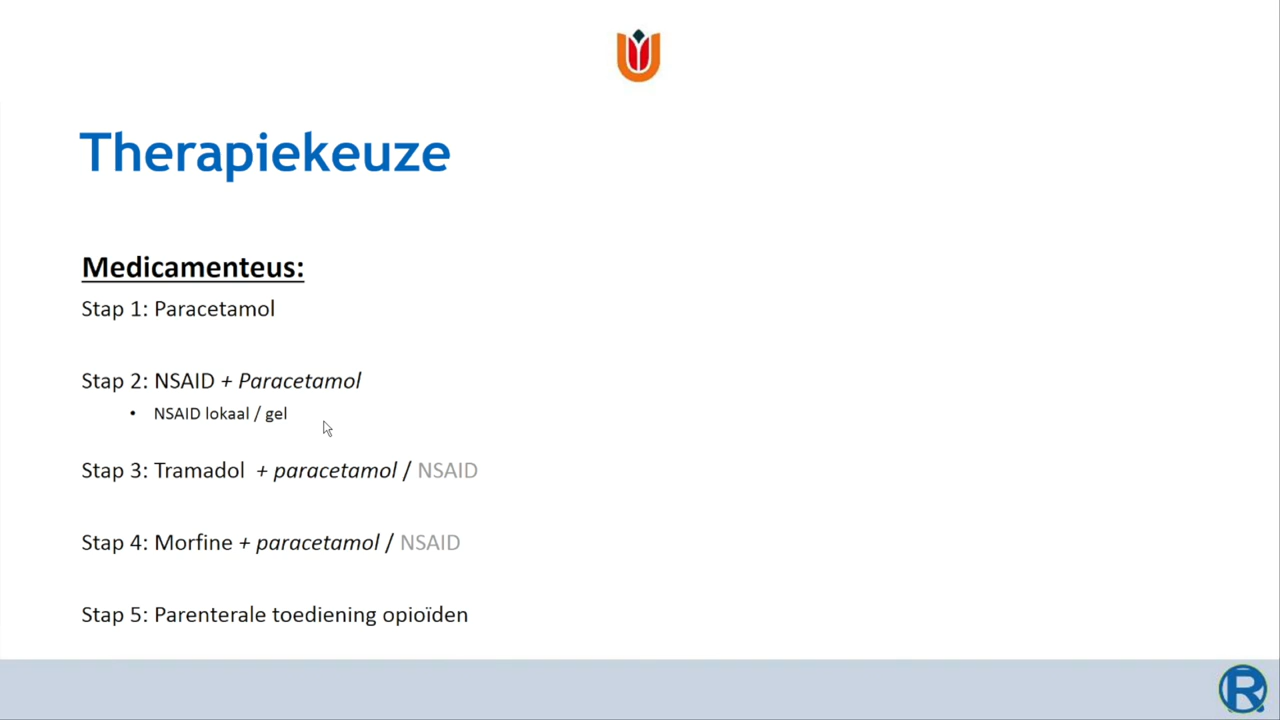 Therapiekeuze
Medicamenteus:
Stap 1: Paracetamol
Stap 2: NSAID + Paracetamol
• NSAID lokaal / gel
Stap 3: Tramadol + paracetamol / NSAID
Stap 4: Morfine + paracetamol / NSAID
Stap 5: Parenterale toediening opioïden
R